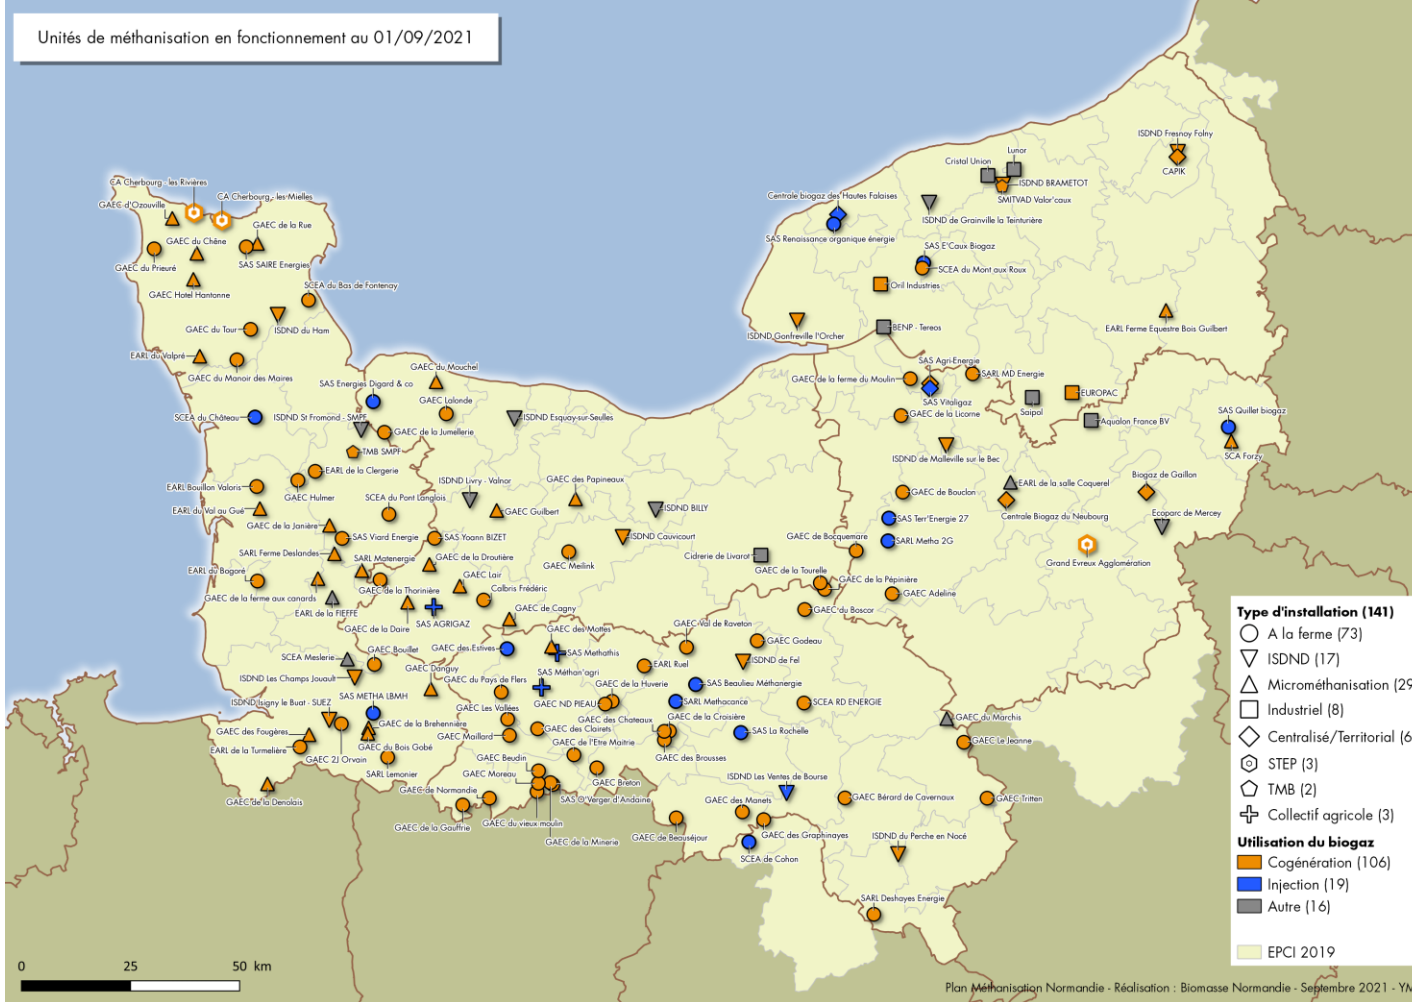 Unités de méthanisation en fonctionnement au 01/09/2021
ISDND Fresnoy Folny
CAPIK
Lunor
Cristal Union
ISDND BRAMETOT
SMITVAD Valor'caux
Centrale biogaz des Hautes Falaises
ISDND de Grainville la Teinturière
SAS Renaissance organique énergie
SAS E'Caux Biogaz
SCEA du Mont aux Roux
Oril Industries
ISDND Gonfreville l'Orcher
BENP - Tereos
EARL Ferme Equestre Bois Guilbert
CA Cherbourg - les Rivières
CA Cherbourg - les Mielles
GAEC d'Ozouville
GAEC de la Rue
GAEC du Chêne
GAEC du Prieuré
SAS SAIRE Energies
GAEC Hotel Hantonne
SCEA du Bas de Fontenay
GAEC du Tour
ISDND du Ham
EARL du Valpré
GAEC du Manoir des Maires
GAEC du Mouchel
SAS Energies Digard & co
GAEC Lalonde
SCEA du Château
ISDND St Fromond - SMPF
GAEC de la Jumellerie
ISDND Esquay-sur-Seulles
TMB SMPF
SAS Agri-Energie
GAEC de la ferme du Moulin
SARL MD Energie
SAS Vitaligaz
EUROPAC
Saipol
GAEC de la Licorne
Aqualon France BV
SAS Quillet biogaz
SCA Forzy
ISDND de Malleville sur le Bec
EARL de la Clergerie
GAEC Hulmer
EARL Bouillon Valoris
EARL du Val au Gué
SCEA du Pont Langlois
ISDND Livry - Valnor
GAEC Guilbert
GAEC des Papineaux
ISDND BILLY
ISDND Cauvicourt
GAEC de Bouclon
EARL de la salle Coquerel
Centrale Biogaz du Neubourg
Biogaz de Gaillon
Ecoparc de Mercey
SAS Terr'Energie 27
SARL Metha 2G
GAEC de Bocquemare
Grand Evreux Agglomération
GAEC de la Janière
SAS Viard Energie
SAS Yoann BIZET
SARL Ferme Deslandes
SARL Matenergie
GAEC de la Droutière
GAEC Meilink
Cidrerie de Livarot
GAEC de la Tourelle
GAEC de la Pépinière
GAEC Adeline
GAEC du Boscor
EARL du Bogoré
GAEC de la Thorinière
GAEC Lair
Colbris Frédéric
GAEC de la ferme aux canards
EARL de la FIEFFE
SAS AGRIGAZ
GAEC de Cagny
GAEC de la Daire
GAEC des Mottes
GAEC Val de Raveton
GAEC Godeau
GAEC Bouillet
GAEC des Estives
SAS Methathis
SCEA Meslerie
GAEC Danguy
SAS Méthan'agri
EARL Ruel
ISDND de Fel
ISDND Les Champs Jouault
GAEC du Pays de Flers
GAEC de la Huverie
SAS Beaulieu Méthanergie
SAS METHA LBMH
GAEC ND PIEAU
SARL Methacance
SCEA RD ENERGIE
ISDND Isigny le Buat - SUEZ
GAEC Les Vallées
GAEC des Chateaux
GAEC de la Croisière
GAEC de la Brehennière
GAEC des Clairets
SAS La Rochelle
GAEC du Marchis
GAEC des Fougères
GAEC Maillard
GAEC de l'Etre Maitrie
GAEC Le Jeanne
EARL de la Turmelière
GAEC du Bois Gobé
GAEC 2J Orvain
GAEC Beudin
GAEC des Brousses
SARL Lemonier
GAEC Moreau
GAEC Breton
ISDND Les Ventes de Bourse
GAEC de la Denolais
GAEC de Normandie
SAS O'Verger d'Andaine
GAEC des Manets
GAEC Bérard de Cavernoux
GAEC Tritten
GAEC de la Gauffrie
GAEC du vieux moulin
GAEC de la Minerie
GAEC de Beauséjour
GAEC des Graphinayes
ISDND du Perche en Nocé
SCEA de Cohon
SARL Deshayes Energie
Type d'installation (141)
A la ferme (73)
ISDND (17)
Microméthanisation (29
Industriel (8)
Centralisé/Territorial (6
STEP (3)
TMB (2)
Collectif agricole (3)
Utilisation du biogaz
Cogénération (106)
Injection (19)
Autre (16)
EPCI 2019
0 25 50 km
Plan Méthanisation Normandie - Réalisation : Biomasse Normandie - Septembre 2021 - YM